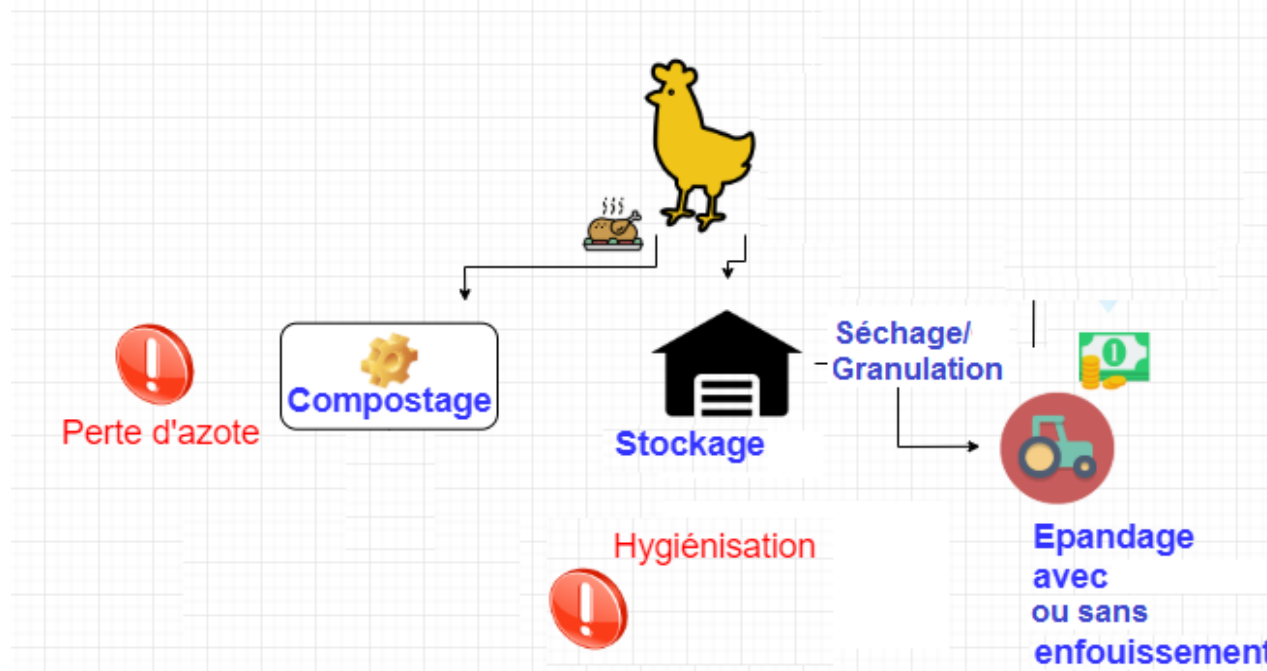 Séchage/
Granulation
Compostage
Perte d'azote
Stockage
Hygiénisation
Epandage
avec
ou sans
enfouissement